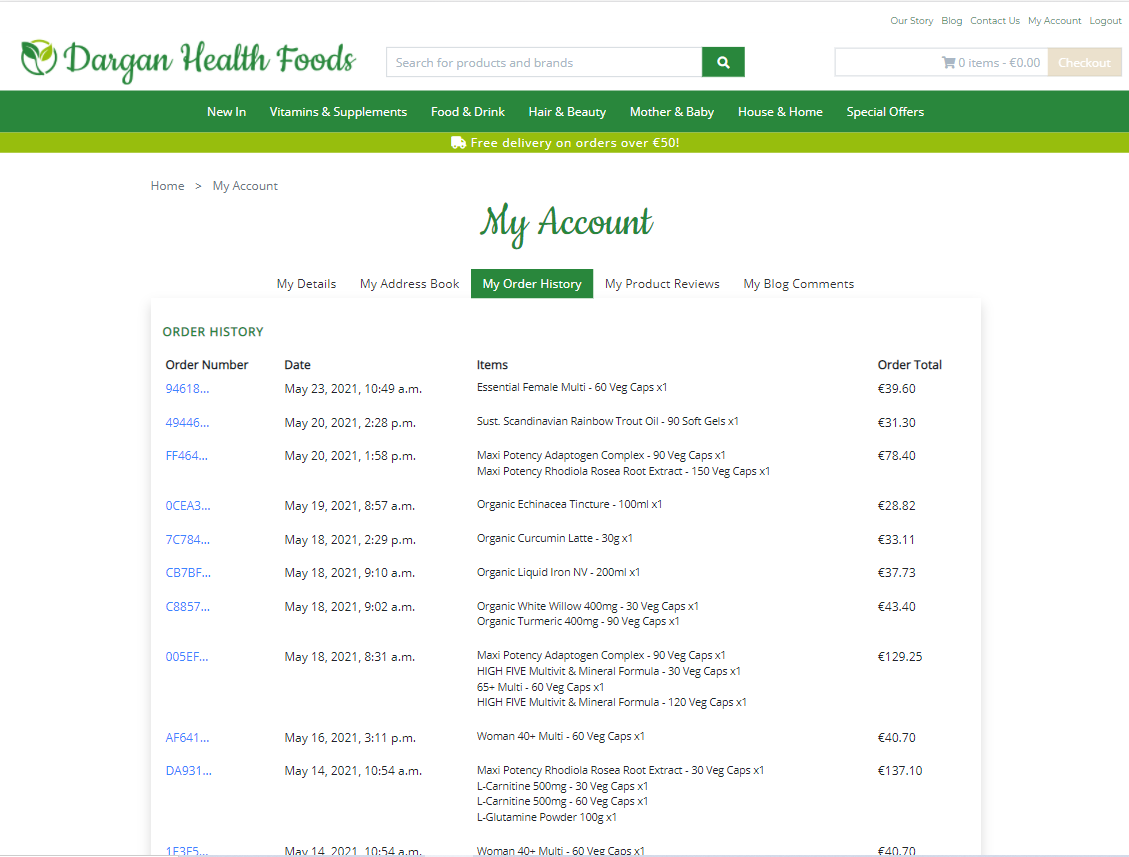 Our Story Blog Contact Us My Account Logout
Dargan Health Foods
Search for products and brands
0 items - €0.00 Checkout
New In Vitamins & Supplements Food & Drink Hair & Beauty Mother & Baby House & Home Special Offers
Free delivery on orders over €50!
Home > My Account
My Account
My Details My Address Book My Order History My Product Reviews My Blog Comments
ORDER HISTORY
Order Number Date Items Order Total
94618... May 23, 2021, 10:49 a.m. Essential Female Multi - 60 Veg Caps x1 €39.60
49446... May 20, 2021, 2:28 p.m. Sust. Scandinavian Rainbow Trout Oil - 90 Soft Gels x1 €31.30
FF464... May 20, 2021, 1:58 p.m. Maxi Potency Adaptogen Complex - 90 Veg Caps x1 €78.40
Maxi Potency Rhodiola Rosea Root Extract - 150 Veg Caps x1
0CEA3... May 19, 2021, 8:57 a.m. Organic Echinacea Tincture - 100ml x1 €28.82
7C784... May 18, 2021, 2:29 p.m. Organic Curcumin Latte - 30g x1 €33.11
CB7BF... May 18, 2021, 9:10 a.m. Organic Liquid Iron NV - 200ml x1 €37.73
C8857... May 18, 2021, 9:02 a.m. Organic White Willow 400mg - 30 Veg Caps x1 €43.40
Organic Turmeric 400mg - 90 Veg Caps x1
005EF... May 18, 2021, 8:31 a.m. Maxi Potency Adaptogen Complex - 90 Veg Caps x1 €129.25
HIGH FIVE Multivit & Mineral Formula - 30 Veg Caps x1
65+ Multi - 60 Veg Caps x1
HIGH FIVE Multivit & Mineral Formula - 120 Veg Caps x1
AF641... May 16, 2021, 3:11 p.m. Woman 40+ Multi - 60 Veg Caps x1 €40.70
DA931... May 14, 2021, 10:54 a.m. Maxi Potency Rhodiola Rosea Root Extract - 30 Veg Caps x1 €137.10
L-Carnitine 500mg - 30 Veg Caps x1
L-Carnitine 500mg - 60 Veg Caps x1
L-Glutamine Powder 100g x1
1E3F5... May 14, 2021, 10:54 a.m. Woman 40+ Multi - 60 Veg Caps x1 €40.70